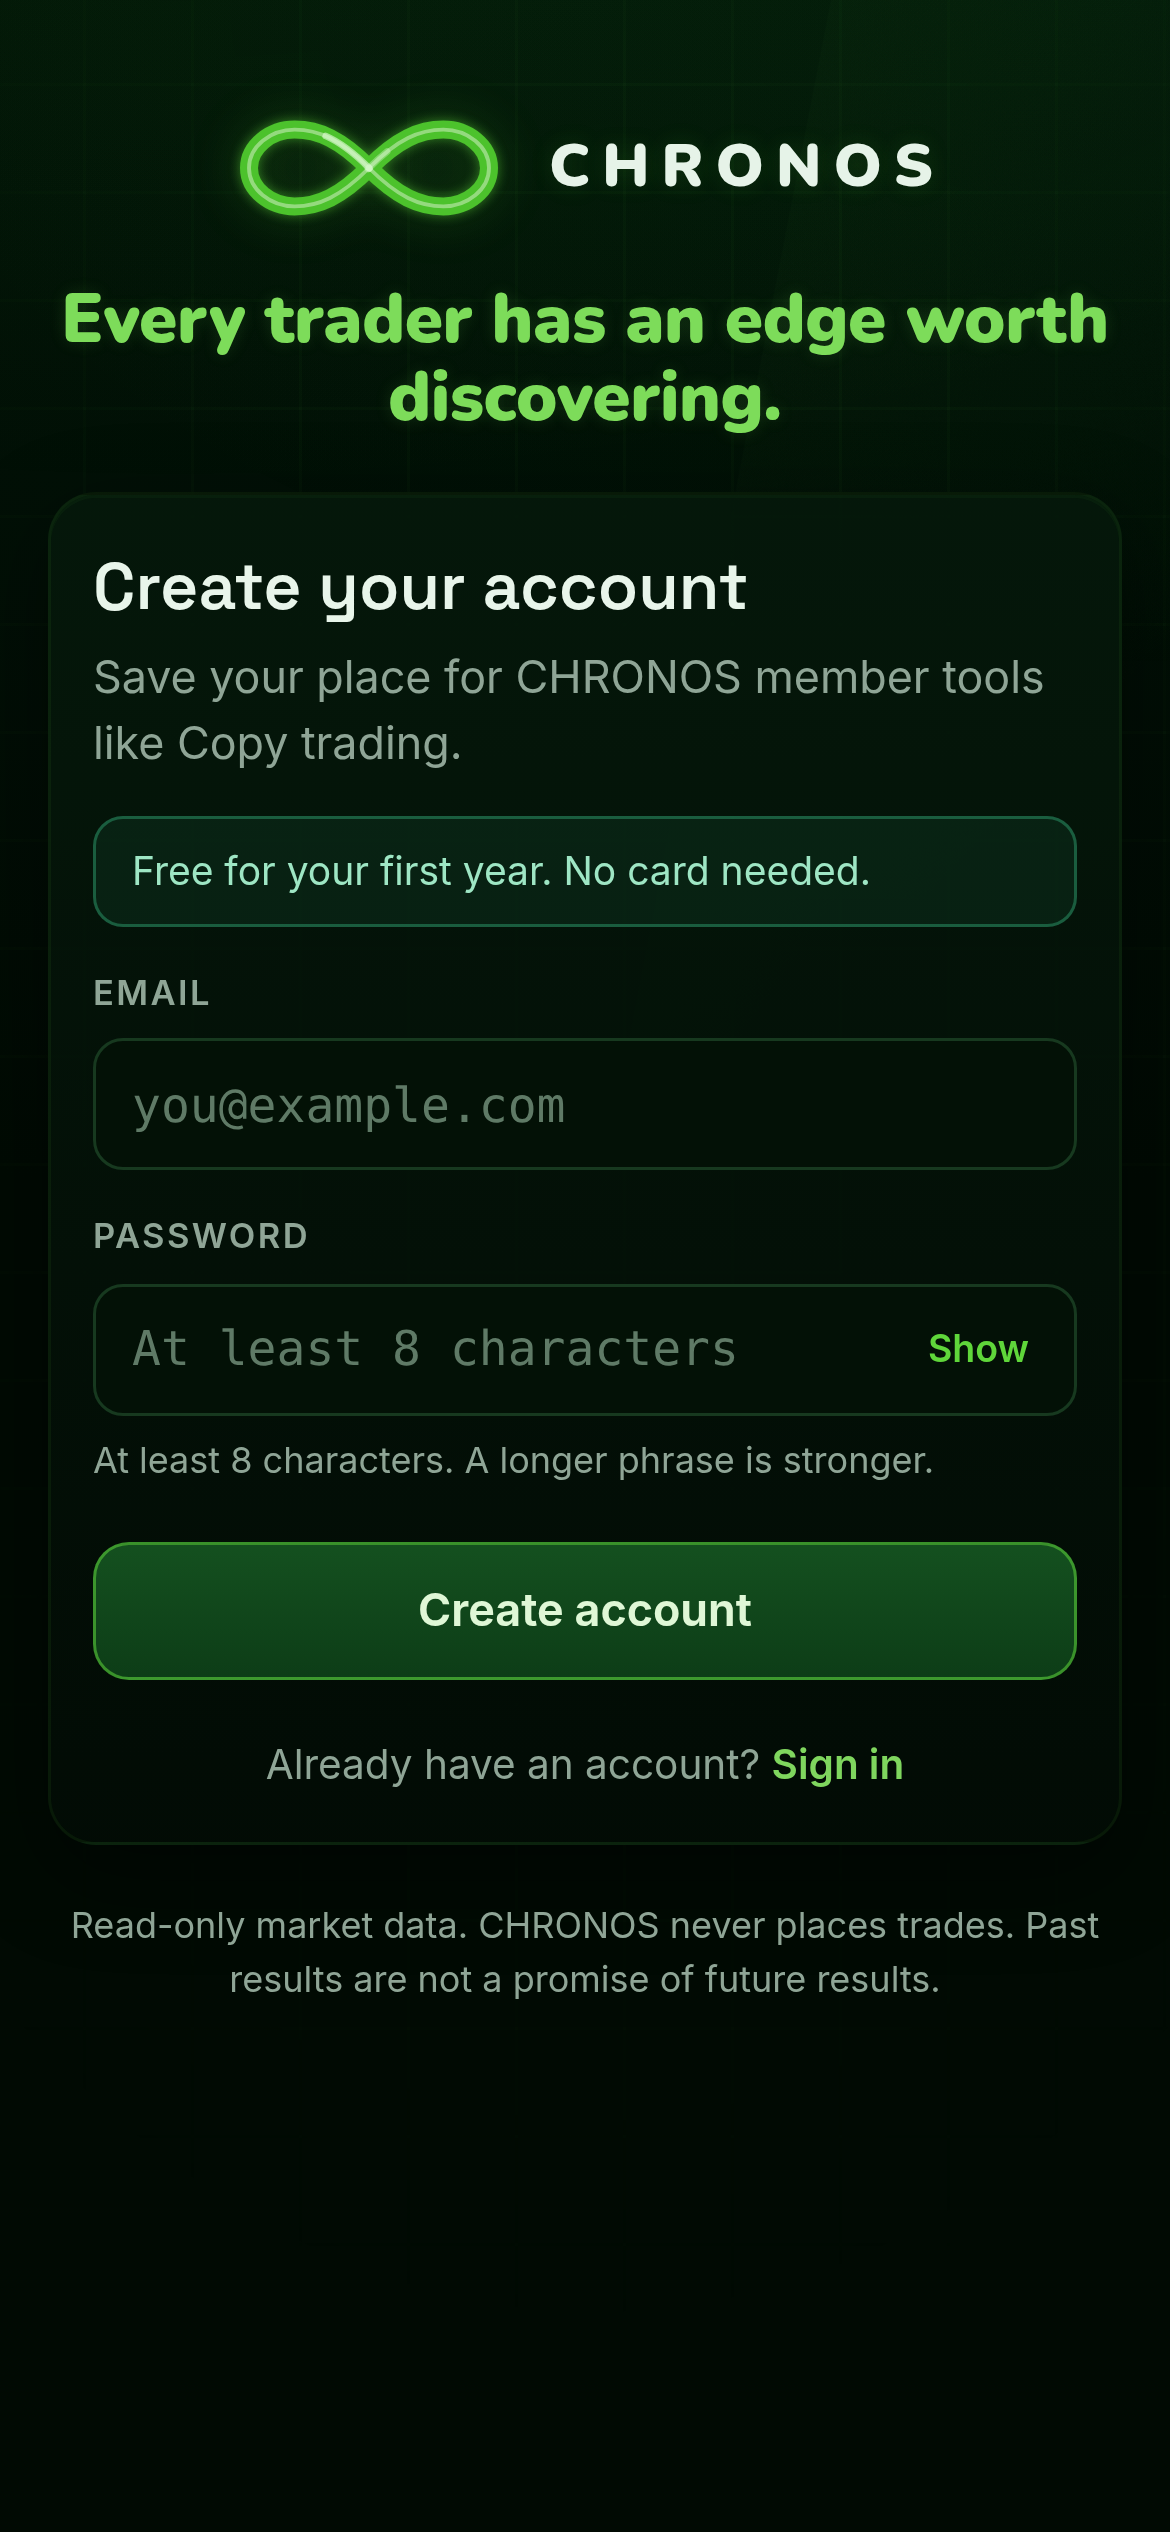 CHRONOS
Every trader has an edge worth
discovering.
Create your account
Save your place for CHRONOS member tools
like Copy trading.
Free for your first year. No card needed.
EMAIL
you@example.com
PASSWORD
At least 8 characters
Show
At least 8 characters. A longer phrase is stronger.
Create account
Already have an account? Sign in
Read-only market data. CHRONOS never places trades. Past
results are not a promise of future results.